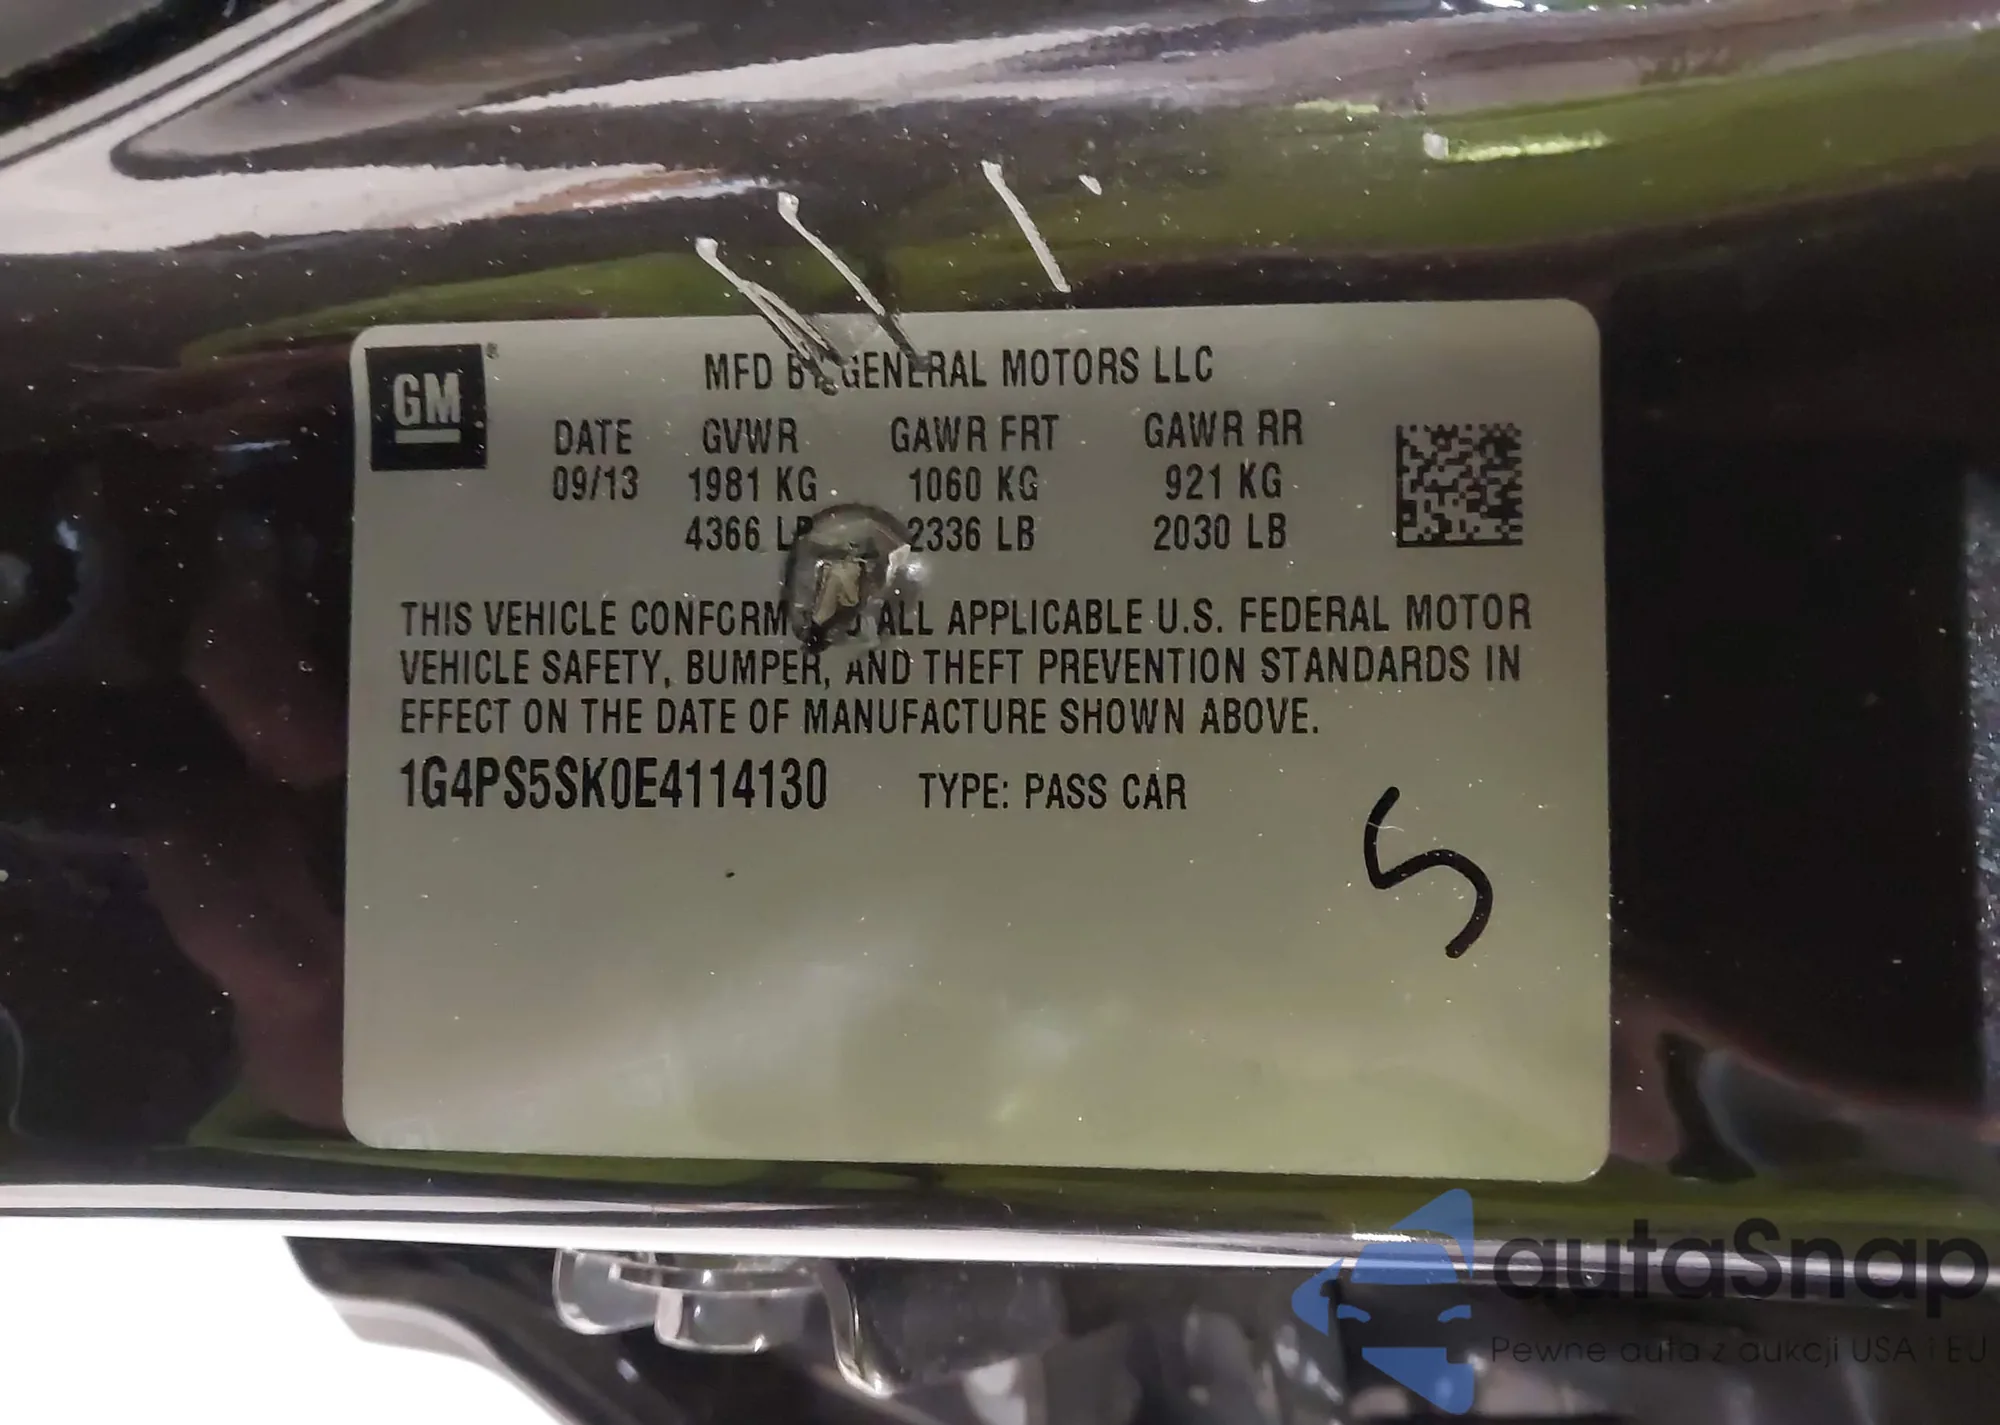 GM
MFD BY GENERAL MOTORS LLC
DATE GVWR GAWR FRT GAWR RR
09/13 1981 KG 1060 KG 921 KG
4366 LB 2336 LB 2030 LB
THIS VEHICLE CONFORM ALL APPLICABLE U.S. FEDERAL MOTOR
VEHICLE SAFETY, BUMPER, AND THEFT PREVENTION STANDARDS IN
EFFECT ON THE DATE OF MANUFACTURE SHOWN ABOVE.
1G4PS5SK0E4114130 TYPE: PASS CAR
5
autaSnap
Pewne auta z aukcji USA i EU